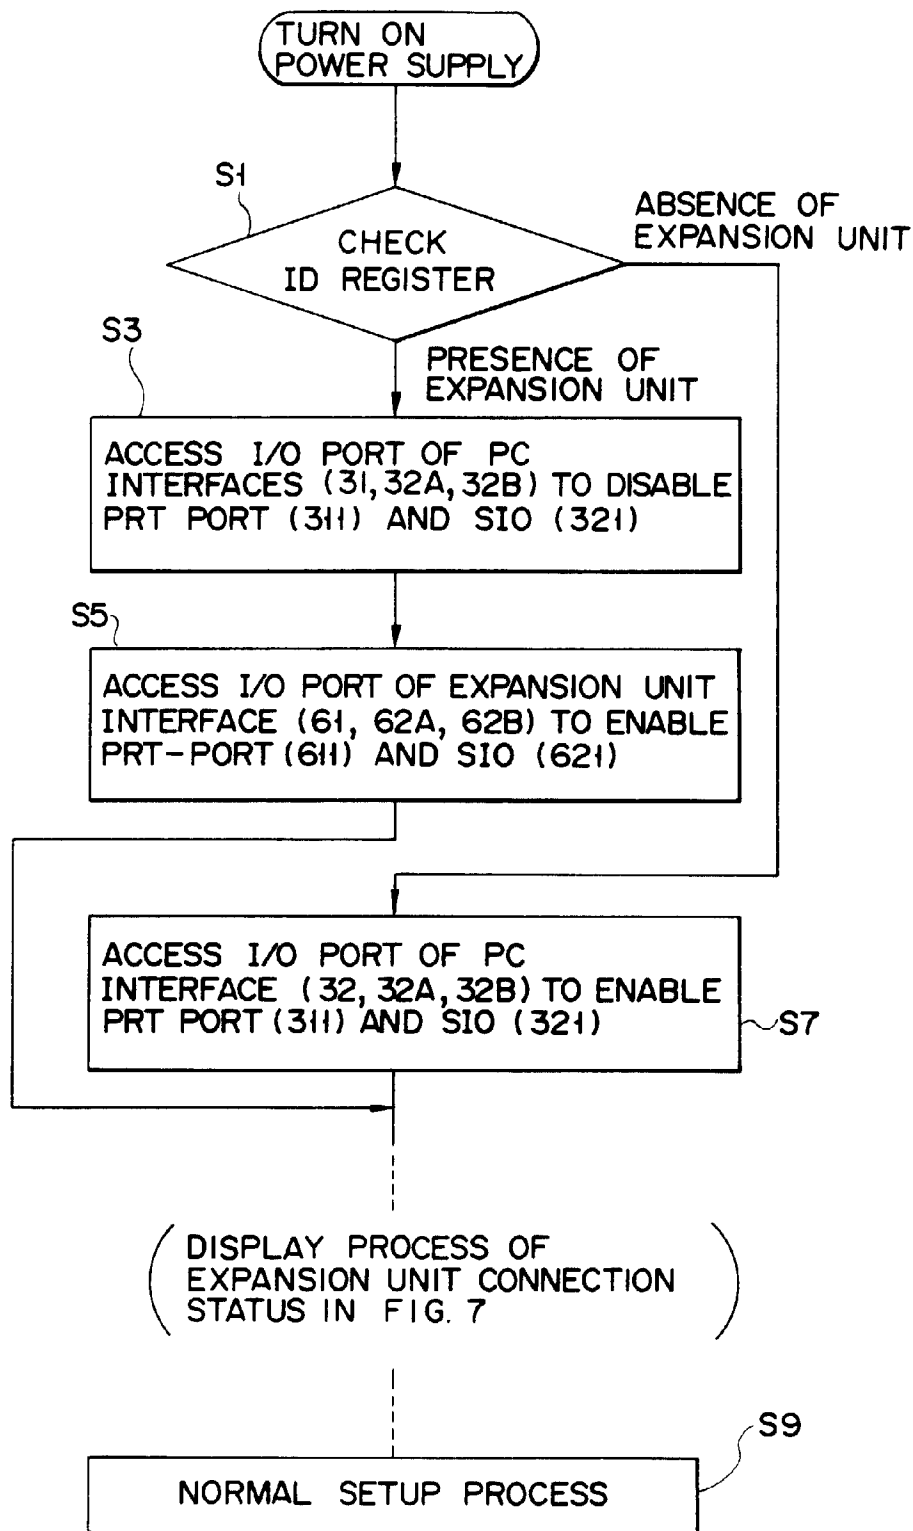 TURN ON
POWER SUPPLY
S1
CHECK
ID REGISTER
ABSENCE OF
EXPANSION UNIT
S3
PRESENCE OF
EXPANSION UNIT
ACCESS I/O PORT OF PC
INTERFACES (31, 32A, 32B) TO DISABLE
PRT PORT (311) AND SIO (321)
S5
ACCESS I/O PORT OF EXPANSION UNIT
INTERFACE (61, 62A, 62B) TO ENABLE
PRT-PORT (611) AND SIO (621)
ACCESS I/O PORT OF PC
INTERFACE (32, 32A, 32B) TO ENABLE
PRT PORT (311) AND SIO (321)
S7
(DISPLAY PROCESS OF
EXPANSION UNIT CONNECTION
STATUS IN FIG. 7)
S9
NORMAL SETUP PROCESS